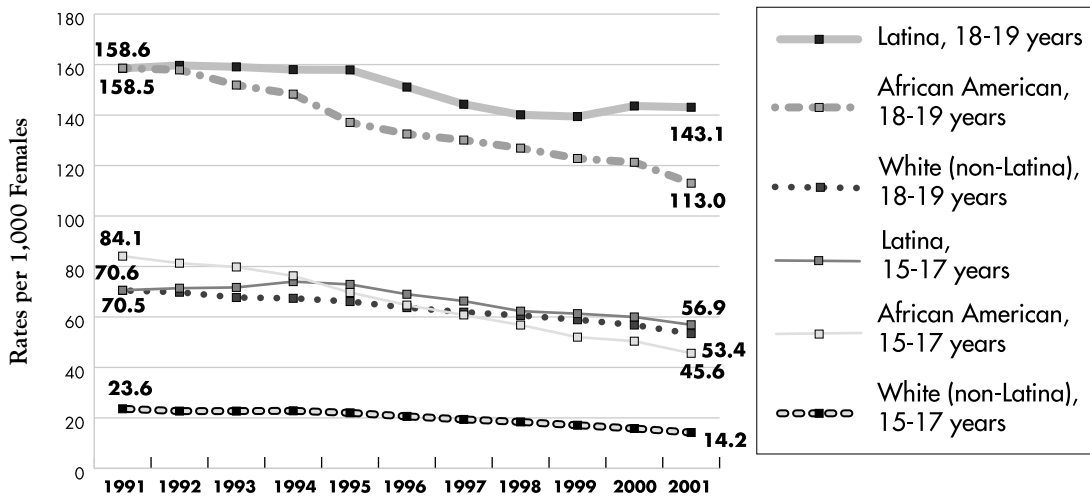 Rates per 1,000 Females
180
160
140
120
100
80
60
40
20
0
158.6
158.5
143.1
113.0
84.1
70.6
70.5
56.9
53.4
45.6
23.6
14.2
1991 1992 1993 1994 1995 1996 1997 1998 1999 2000 2001
Latina, 18-19 years
African American,
18-19 years
White (non-Latina),
18-19 years
Latina,
15-17 years
African American,
15-17 years
White (non-Latina),
15-17 years